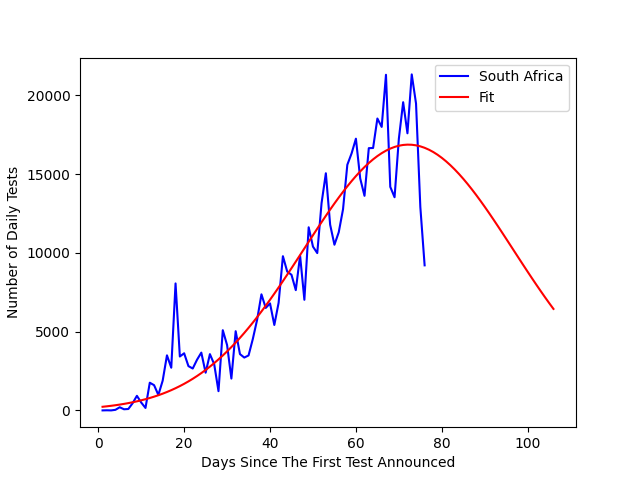 South Africa
Fit
20000
15000
10000
5000
0
Number of Daily Tests
0 20 40 60 80 100
Days Since The First Test Announced